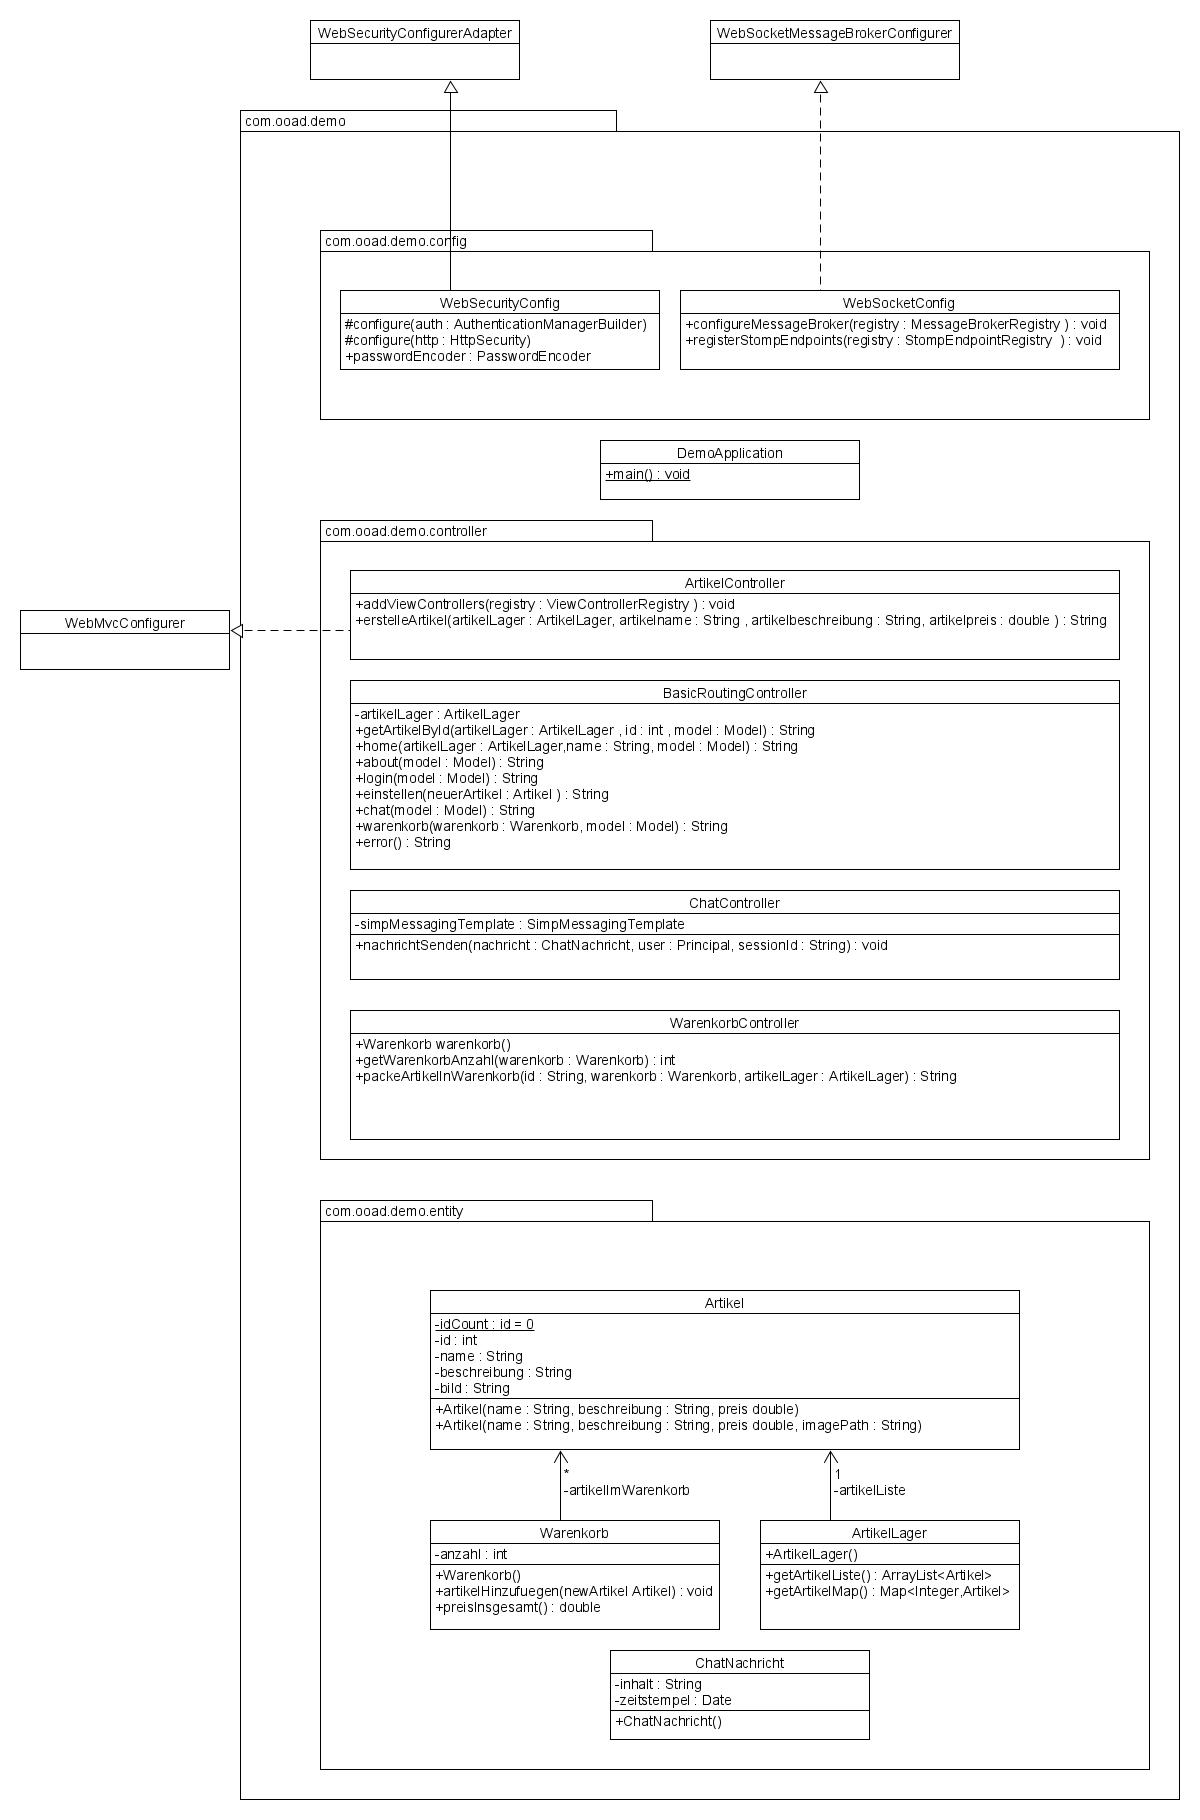 WebSecurityConfigurerAdapter
WebSocketMessageBrokerConfigurer
com.ooad.demo
com.ooad.demo.config
WebSecurityConfig
#configure(auth : AuthenticationManagerBuilder)
#configure(http : HttpSecurity)
+passwordEncoder : PasswordEncoder
WebSocketConfig
+configureMessageBroker(registry : MessageBrokerRegistry ) : void
+registerStompEndpoints(registry : StompEndpointRegistry  ) : void
DemoApplication
+main() : void
com.ooad.demo.controller
WebMvcConfigurer
ArtikelController
+addViewControllers(registry : ViewControllerRegistry ) : void
+erstelleArtikel(artikelLager : ArtikelLager, artikelname : String , artikelbeschreibung : String, artikelpreis : double ) : String
BasicRoutingController
-artikelLager : ArtikelLager
+getArtikelById(artikelLager : ArtikelLager , id : int , model : Model) : String
+home(artikelLager : ArtikelLager,name : String, model : Model) : String
+about(model : Model) : String
+login(model : Model) : String
+einstellen(neuerArtikel : Artikel ) : String
+chat(model : Model) : String
+warenkorb(warenkorb : Warenkorb, model : Model) : String
+error() : String
ChatController
-simpMessagingTemplate : SimpMessagingTemplate
+nachrichtSenden(nachricht : ChatNachricht, user : Principal, sessionId : String) : void
WarenkorbController
+Warenkorb warenkorb()
+getWarenkorbAnzahl(warenkorb : Warenkorb) : int
+packeArtikelInWarenkorb(id : String, warenkorb : Warenkorb, artikelLager : ArtikelLager) : String
com.ooad.demo.entity
Artikel
-idCount : id = 0
-id : int
-name : String
-beschreibung : String
-bild : String
+Artikel(name : String, beschreibung : String, preis double)
+Artikel(name : String, beschreibung : String, preis double, imagePath : String)
*
-artikelImWarenkorb
1
-artikelListe
Warenkorb
-anzahl : int
+Warenkorb()
+artikelHinzufuegen(newArtikel Artikel) : void
+preisInsgesamt() : double
ArtikelLager
+ArtikelLager()
+getArtikelListe() : ArrayList<Artikel>
+getArtikelMap() : Map<Integer,Artikel>
ChatNachricht
-inhalt : String
-zeitstempel : Date
+ChatNachricht()